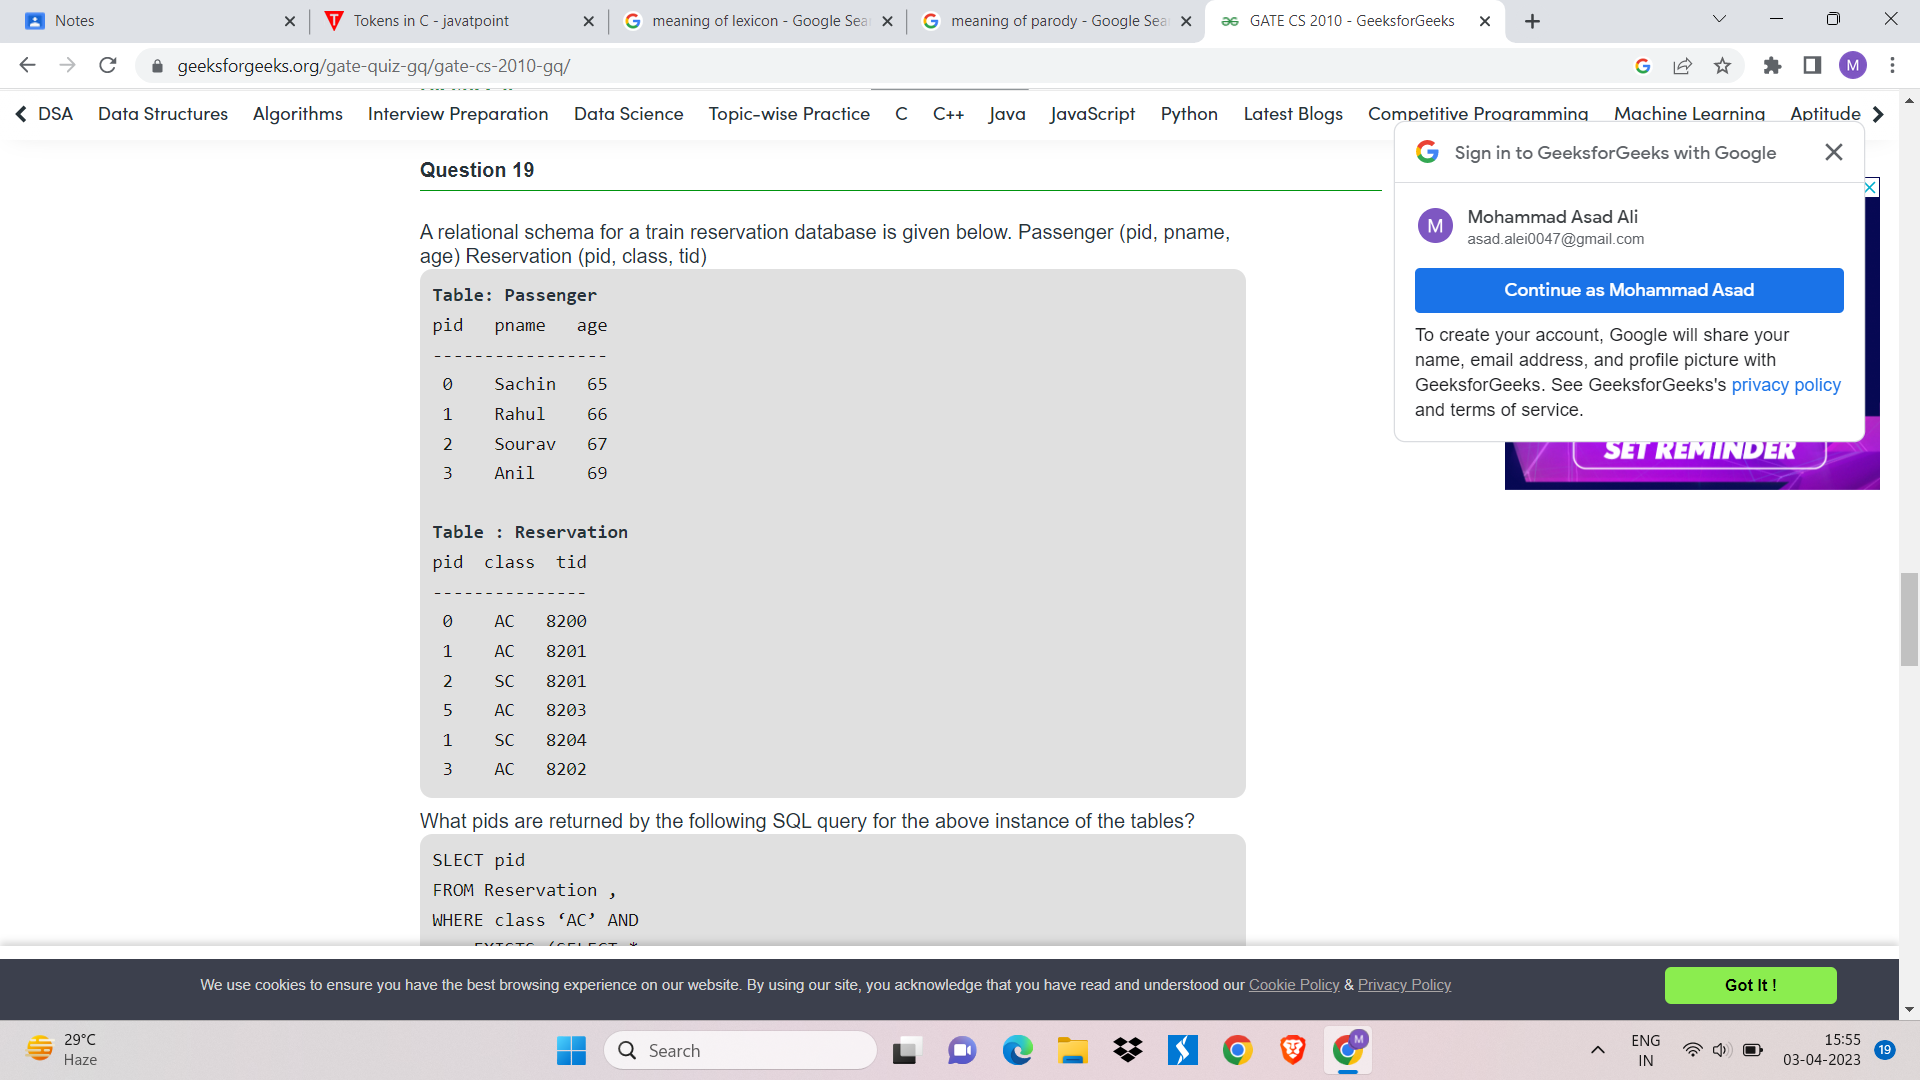 Notes
Tokens in C - javatpoint
meaning of lexicon - Google Sea
meaning of parody - Google Sea
GATE CS 2010 - GeeksforGeeks
geeksforgeeks.org/gate-quiz-gq/gate-cs-2010-gq/
M
DSA Data Structures Algorithms Interview Preparation Data Science Topic-wise Practice C C++ Java JavaScript Python Latest Blogs Competitive Programming Machine Learning Aptitude
Question 19
A relational schema for a train reservation database is given below. Passenger (pid, pname,
age) Reservation (pid, class, tid)
Table: Passenger
pid pname age
-----------------
0 Sachin 65
1 Rahul 66
2 Sourav 67
3 Anil 69
Table : Reservation
pid class tid
---------------
0 AC 8200
1 AC 8201
2 SC 8201
5 AC 8203
1 SC 8204
3 AC 8202
What pids are returned by the following SQL query for the above instance of the tables?
SLECT pid
FROM Reservation ,
WHERE class ‘AC’ AND
EXISTS (SELECT *
Sign in to GeeksforGeeks with Google
M
Mohammad Asad Ali
asad.alei0047@gmail.com
Continue as Mohammad Asad
To create your account, Google will share your
name, email address, and profile picture with
GeeksforGeeks. See GeeksforGeeks's privacy policy
and terms of service.
SET REMINDER
We use cookies to ensure you have the best browsing experience on our website. By using our site, you acknowledge that you have read and understood our Cookie Policy & Privacy Policy
Got It !
29°C
Haze
Search
M
ENG
IN
15:55
03-04-2023
19